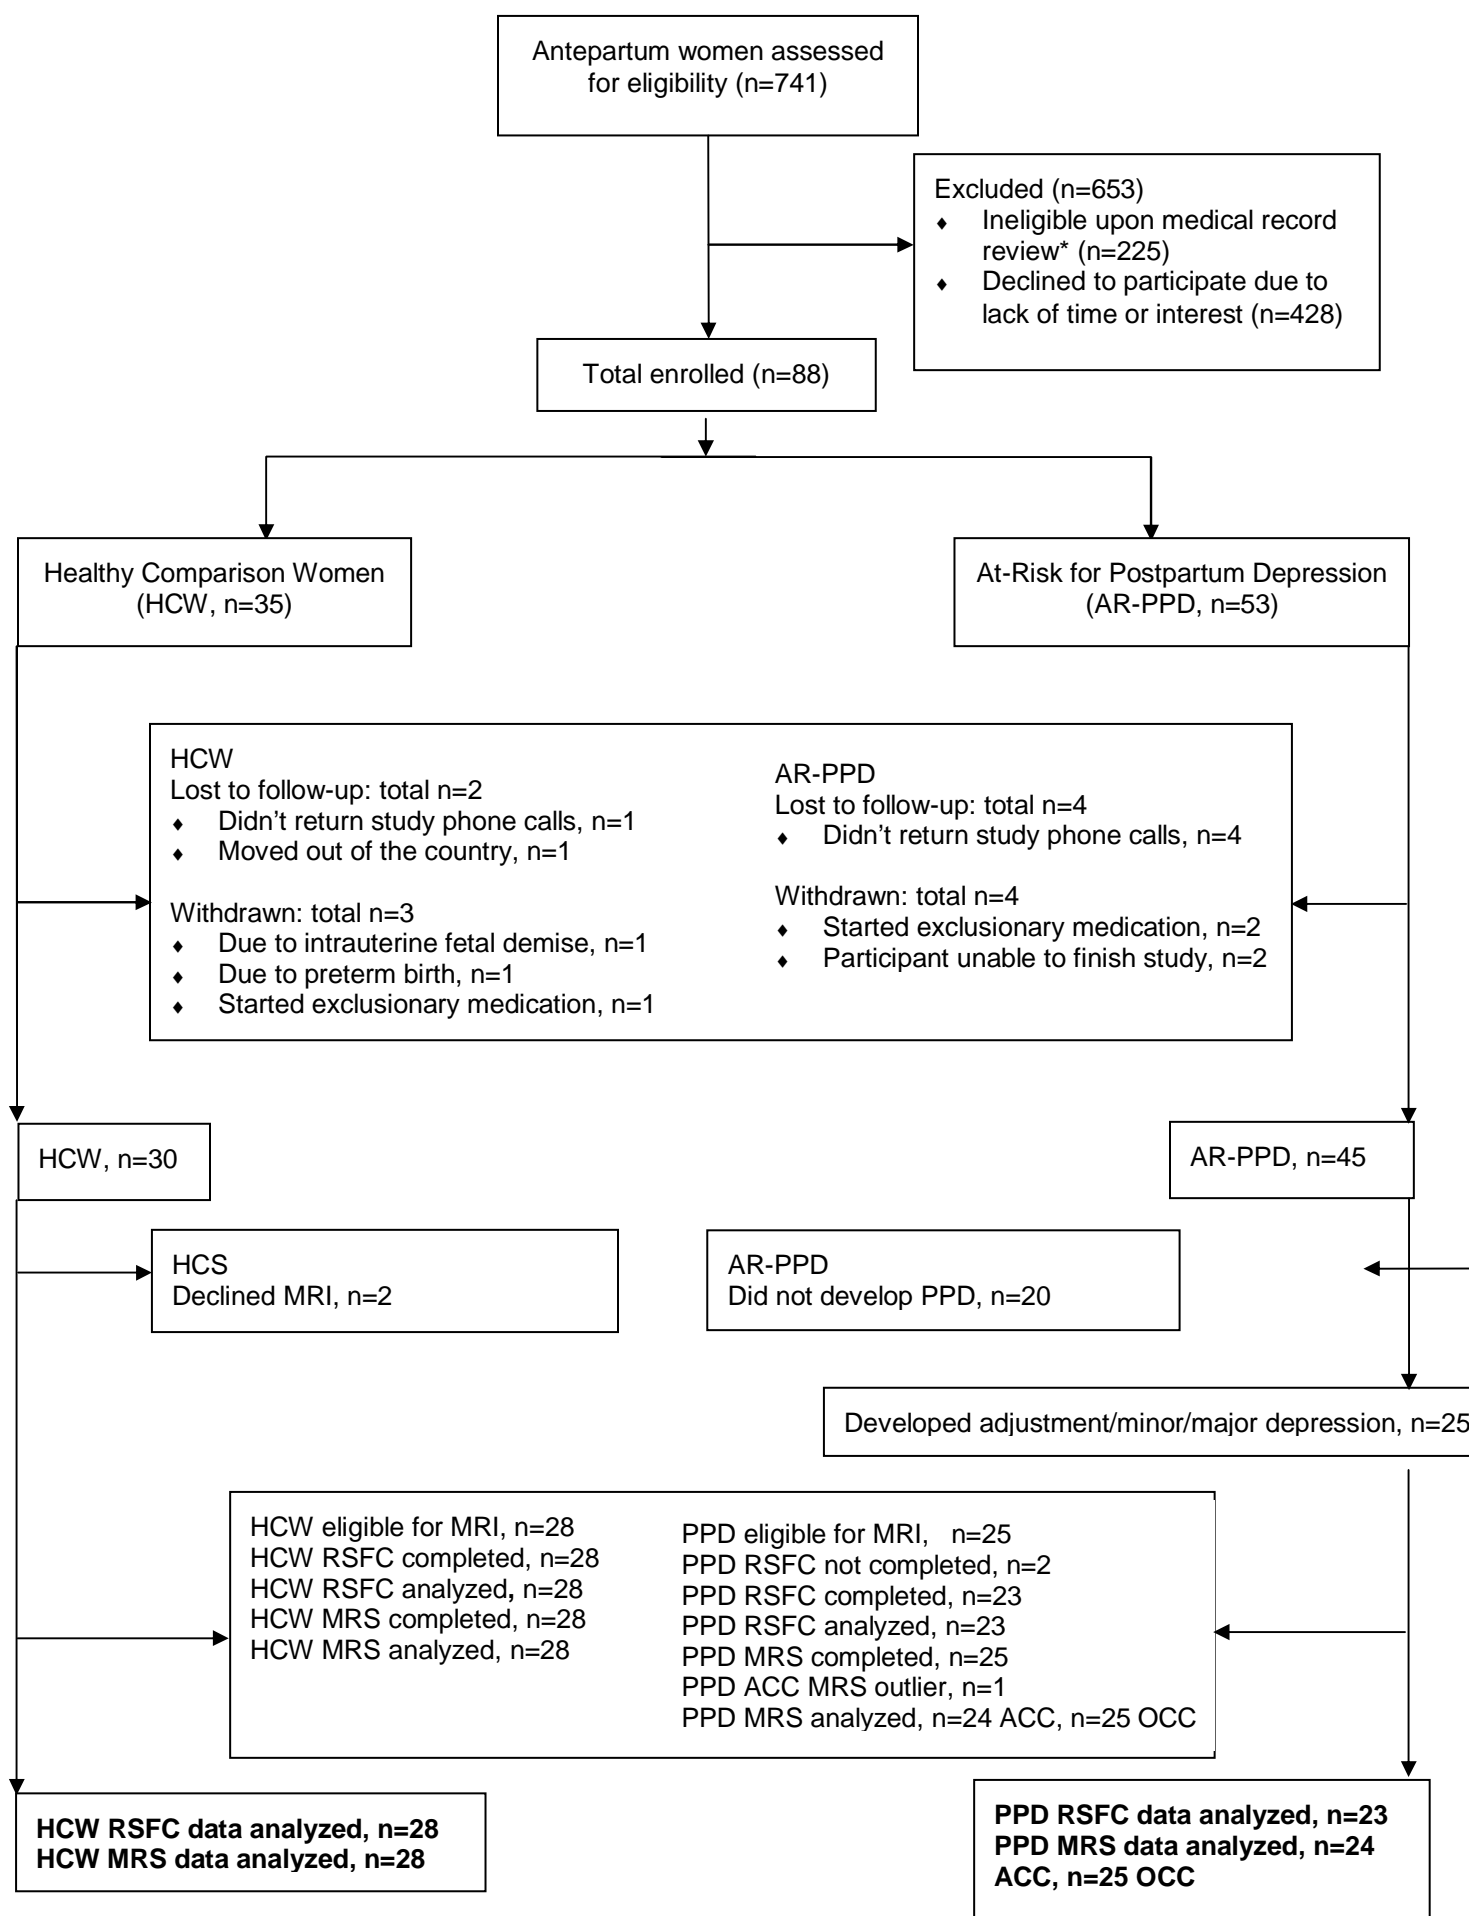 Antepartum women assessed
for eligibility (n=741)
Excluded (n=653)
♦ Ineligible upon medical record
review* (n=225)
♦ Declined to participate due to
lack of time or interest (n=428)
Total enrolled (n=88)
Healthy Comparison Women
(HCW, n=35)
At-Risk for Postpartum Depression
(AR-PPD, n=53)
HCW
Lost to follow-up: total n=2
♦ Didn’t return study phone calls, n=1
♦ Moved out of the country, n=1
Withdrawn: total n=3
♦ Due to intrauterine fetal demise, n=1
♦ Due to preterm birth, n=1
♦ Started exclusionary medication, n=1
AR-PPD
Lost to follow-up: total n=4
♦ Didn’t return study phone calls, n=4
Withdrawn: total n=4
♦ Started exclusionary medication, n=2
♦ Participant unable to finish study, n=2
HCW, n=30
AR-PPD, n=45
HCS
Declined MRI, n=2
AR-PPD
Did not develop PPD, n=20
Developed adjustment/minor/major depression, n=25
HCW eligible for MRI, n=28
HCW RSFC completed, n=28
HCW RSFC analyzed, n=28
HCW MRS completed, n=28
HCW MRS analyzed, n=28
PPD eligible for MRI, n=25
PPD RSFC not completed, n=2
PPD RSFC completed, n=23
PPD RSFC analyzed, n=23
PPD MRS completed, n=25
PPD ACC MRS outlier, n=1
PPD MRS analyzed, n=24 ACC, n=25 OCC
HCW RSFC data analyzed, n=28
HCW MRS data analyzed, n=28
PPD RSFC data analyzed, n=23
PPD MRS data analyzed, n=24
ACC, n=25 OCC